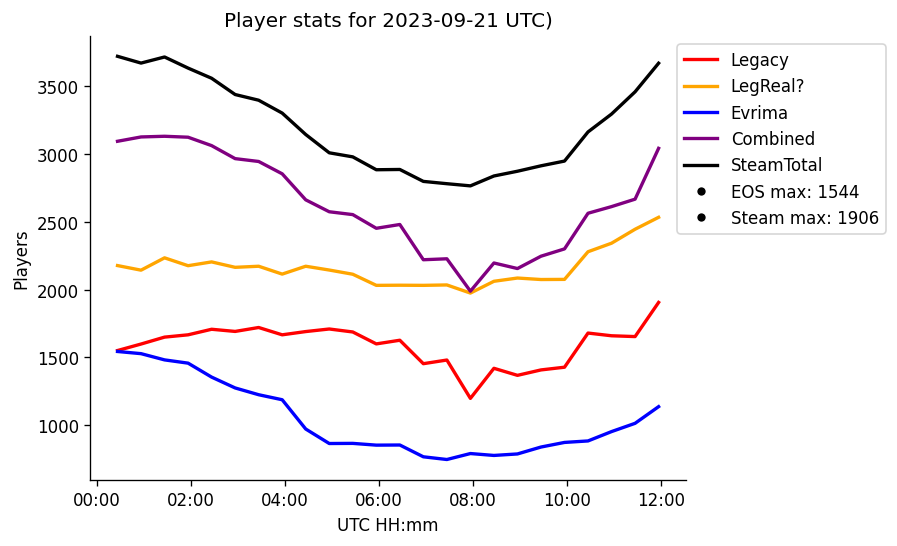 Player stats for 2023-09-21 UTC)
Legacy
LegReal?
Evrima
Combined
SteamTotal
EOS max: 1544
Steam max: 1906
Players
3500
3000
2500
2000
1500
1000
00:00 02:00 04:00 06:00 08:00 10:00 12:00
UTC HH:mm